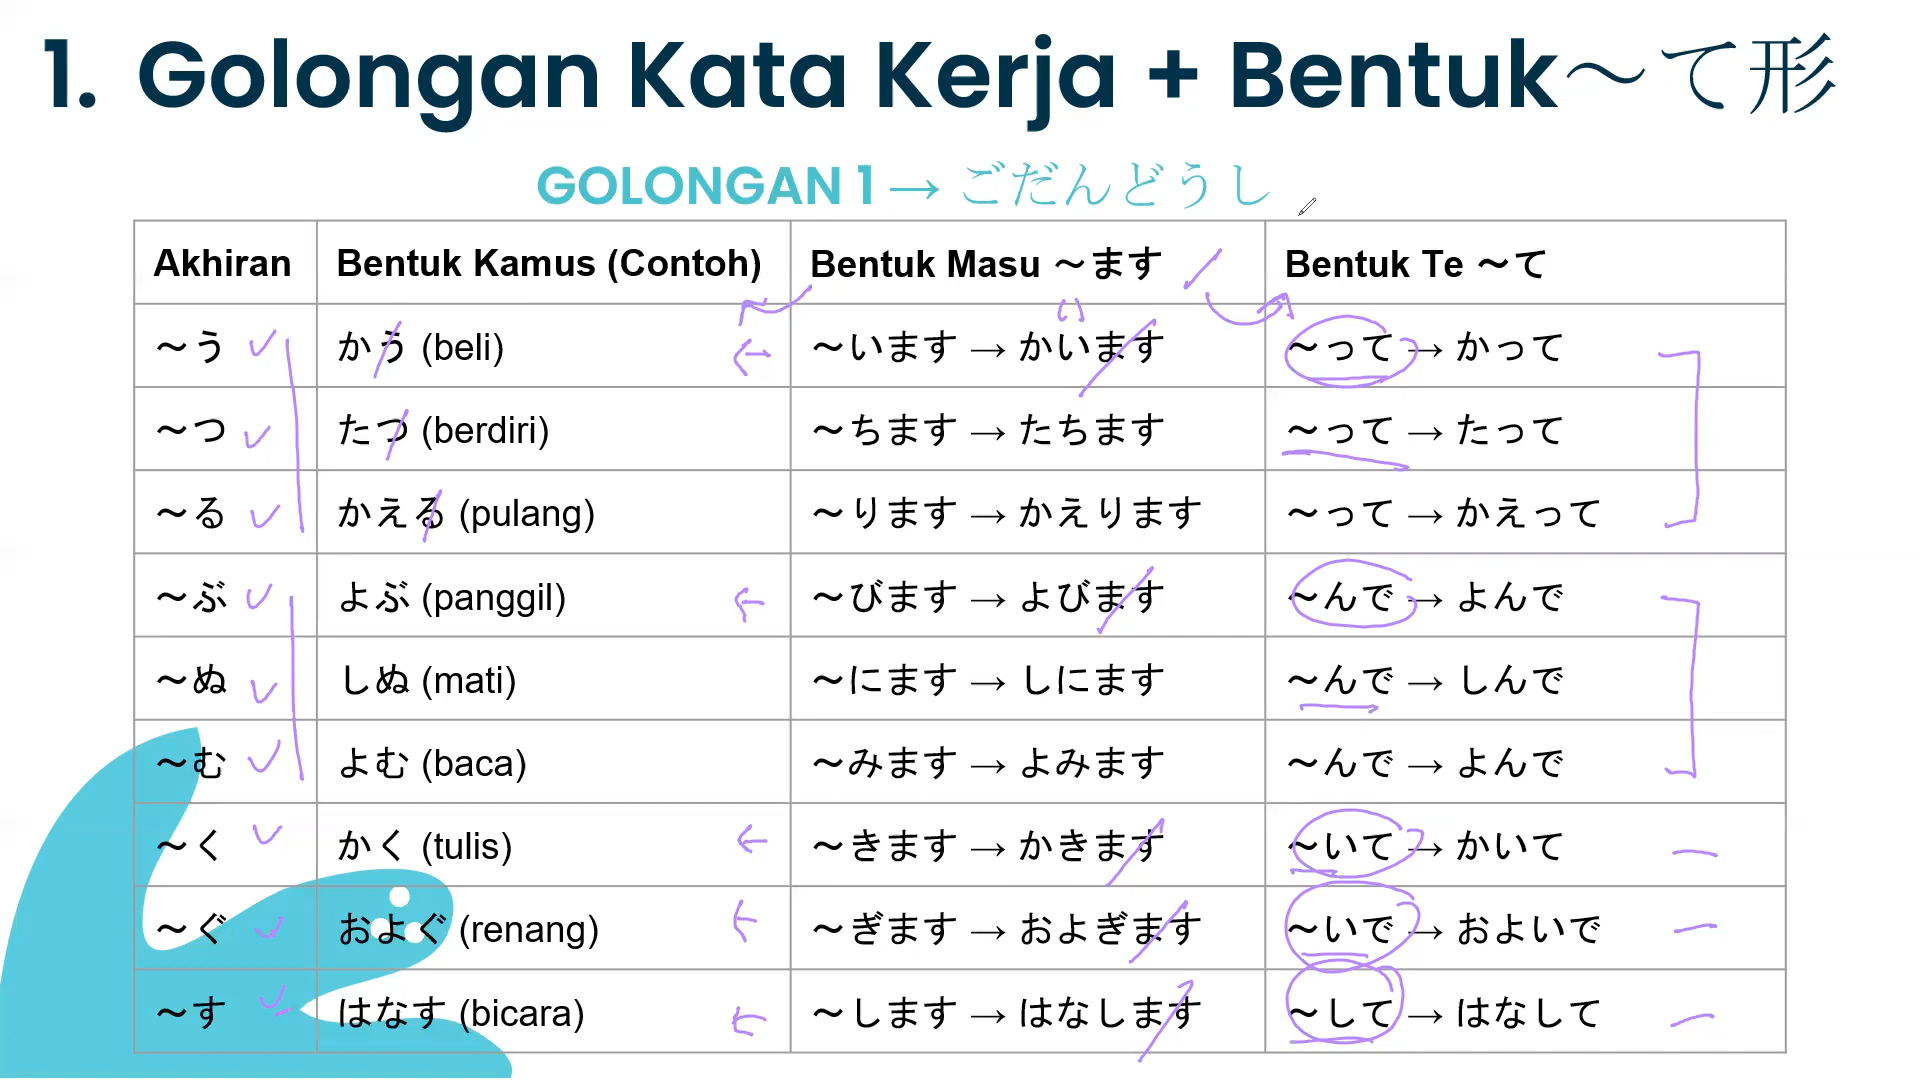 1. Golongan Kata Kerja + Bentuk～て形
GOLONGAN 1 → ごだんどうし
Akhiran Bentuk Kamus (Contoh) Bentuk Masu ～ます Bentuk Te ～て
～う かう (beli) ～います → かいます ～って → かって
～つ たつ (berdiri) ～ちます → たちます ～って → たって
～る かえる (pulang) ～ります → かえります ～って → かえって
～ぶ よぶ (panggil) ～びます → よびます ～んで → よんで
～ぬ しぬ (mati) ～にます → しにます ～んで → しんで
～む よむ (baca) ～みます → よみます ～んで → よんで
～く かく (tulis) ～きます → かきます ～いて → かいて
～ぐ およぐ (renang) ～ぎます → およぎます ～いで → およいで
～す はなす (bicara) ～します → はなします ～して → はなして